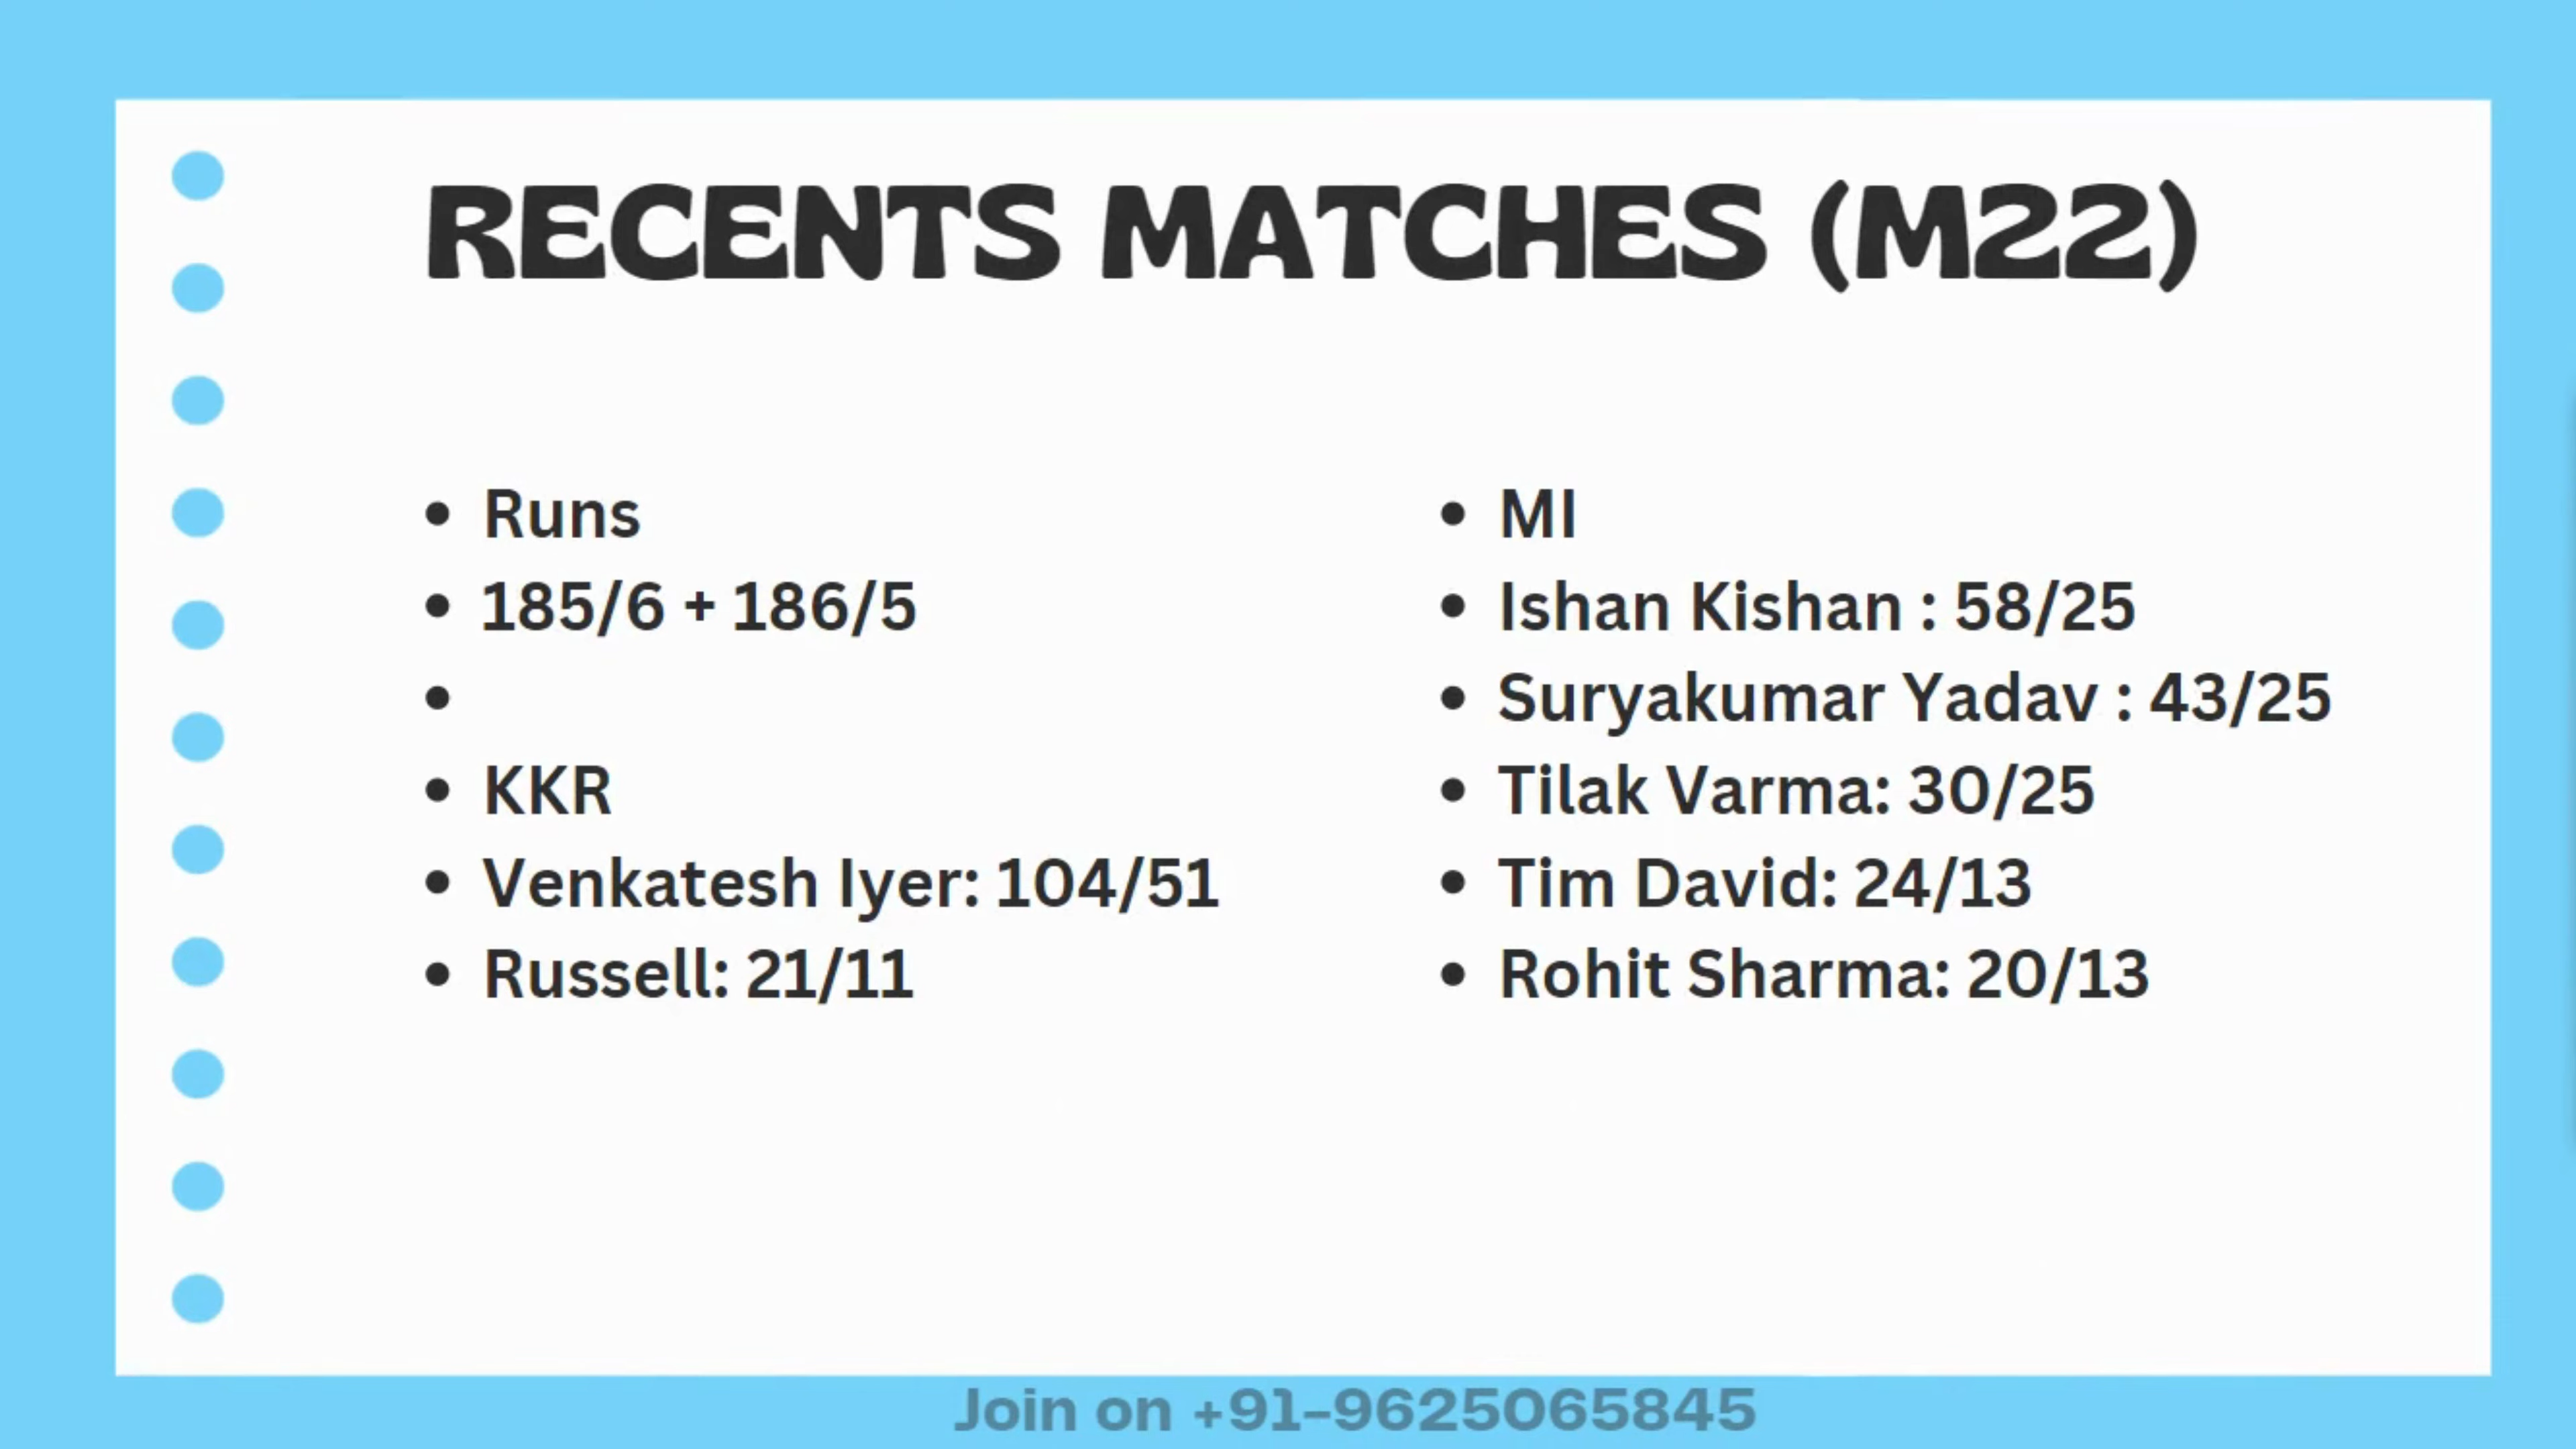 RECENTS MATCHES (M22)
• Runs
• 185/6 + 186/5
•
• KKR
• Venkatesh Iyer: 104/51
• Russell: 21/11
• MI
• Ishan Kishan : 58/25
• Suryakumar Yadav : 43/25
• Tilak Varma: 30/25
• Tim David: 24/13
• Rohit Sharma: 20/13
Join on +91-9625065845